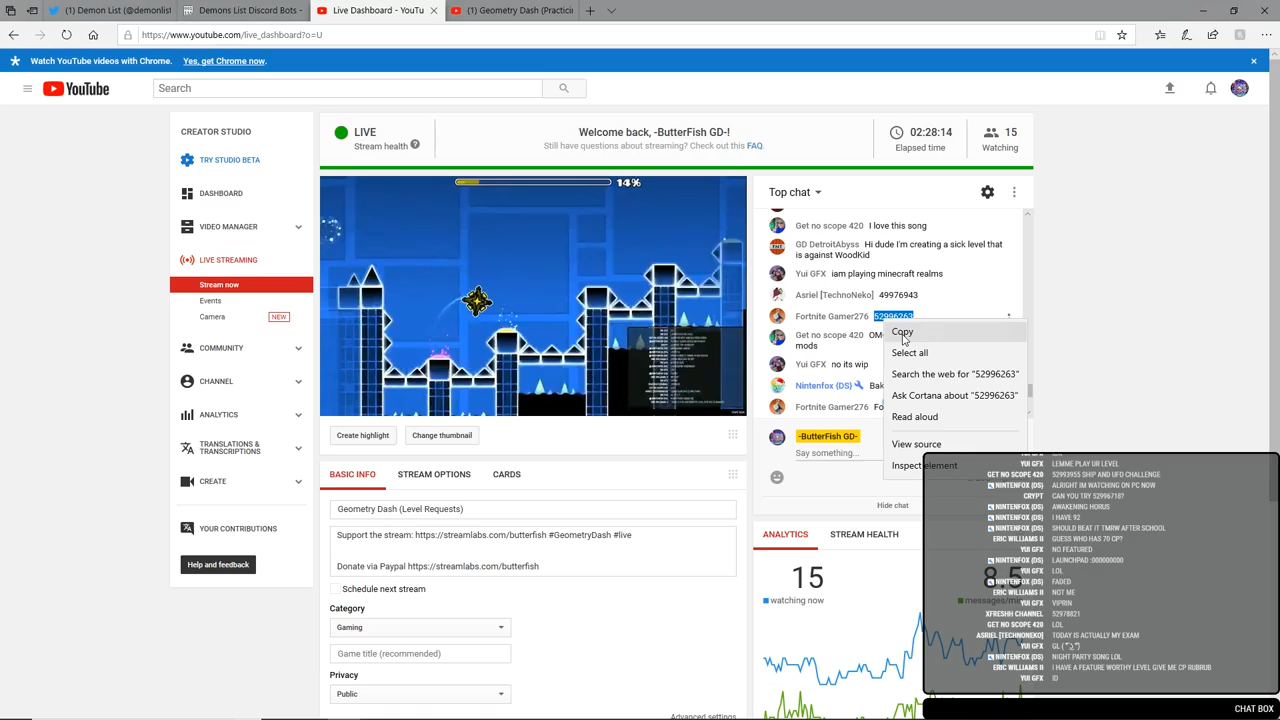 Demon List (@demonlist
Demons List Discord Bots -
Live Dashboard - YouTu
(1) Geometry Dash (Practicin
https://www.youtube.com/live_dashboard?o=U
Watch YouTube videos with Chrome. Yes, get Chrome now.
YouTube
Search
CREATOR STUDIO
TRY STUDIO BETA
DASHBOARD
VIDEO MANAGER
LIVE STREAMING
Stream now
Events
Camera NEW
COMMUNITY
CHANNEL
ANALYTICS
TRANSLATIONS & TRANSCRIPTIONS
CREATE
YOUR CONTRIBUTIONS
Help and feedback
LIVE
Stream health
Welcome back, -ButterFish GD-!
Still have questions about streaming? Check out this FAQ.
02:28:14
Elapsed time
15
Watching
14%
Create highlight
Change thumbnail
BASIC INFO STREAM OPTIONS CARDS
Geometry Dash (Level Requests)
Support the stream: https://streamlabs.com/butterfish #GeometryDash #live
Donate via Paypal https://streamlabs.com/butterfish
Schedule next stream
Category
Gaming
Game title (recommended)
Privacy
Public
Advanced settings
Top chat
Get no scope 420 I love this song
GD DetroitAbyss Hi dude I'm creating a sick level that
is against WoodKid
Yui GFX iam playing minecraft realms
Asriel [TechnoNeko] 49976943
Fortnite Gamer276 52996263
Get no scope 420
mods
Yui GFX no its wip
Nintenfox (DS)
Fortnite Gamer276
-ButterFish GD-
Say something...
Hide chat
Copy
Select all
Search the web for "52996263"
Ask Cortana about "52996263"
Read aloud
View source
Inspect element
ANALYTICS STREAM HEALTH
15
watching now
8.5
messages/mi
YUI GFX LEMME PLAY UR LEVEL
GET NO SCOPE 420 52993955 SHIP AND UFO CHALLENGE
NINTENFOX (DS) ALRIGHT IM WATCHING ON PC NOW
CRYPT CAN YOU TRY 52996718?
NINTENFOX (DS) AWAKENING HORUS
NINTENFOX (DS) I HAVE 92
NINTENFOX (DS) SHOULD BEAT IT TMRW AFTER SCHOOL
ERIC WILLIAMS II GUESS WHO HAS 70 CP?
YUI GFX NO FEATURED
NINTENFOX (DS) LAUNCHPAD :000000000
YUI GFX LOL
NINTENFOX (DS) FADED
ERIC WILLIAMS II NOT ME
YUI GFX VIPRIN
XFRESHH CHANNEL 52978821
GET NO SCOPE 420 LOL
ASRIEL [TECHNONEKO] TODAY IS ACTUALLY MY EXAM
YUI GFX GL
NINTENFOX (DS) NIGHT PARTY SONG LOL
ERIC WILLIAMS II I HAVE A FEATURE WORTHY LEVEL GIVE ME CP RUBRUB
YUI GFX ID
CHAT BOX